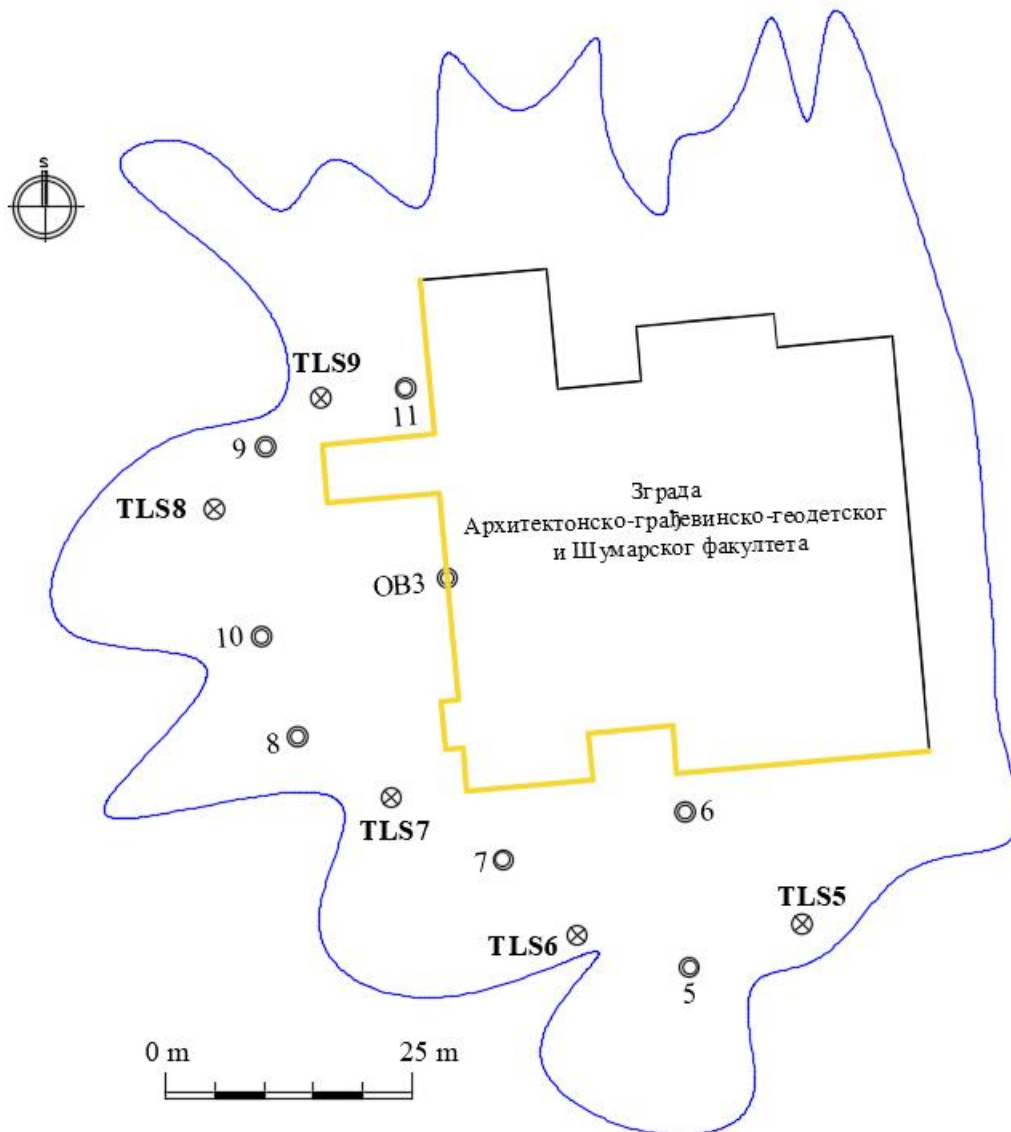 S
TLS9
11
9
TLS8
Зграда
Архитектонско-грађевинско-геодетског
и Шумарског факултета
OB3
10
8
TLS7
6
7
TLS5
TLS6
5
0 m 25 m